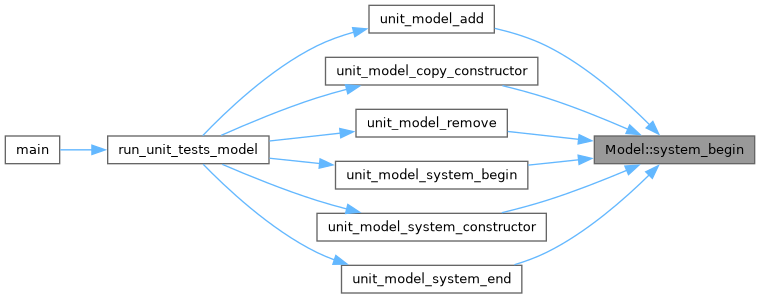 main
run_unit_tests_model
unit_model_add
unit_model_copy_constructor
unit_model_remove
unit_model_system_begin
unit_model_system_constructor
unit_model_system_end
Model::system_begin